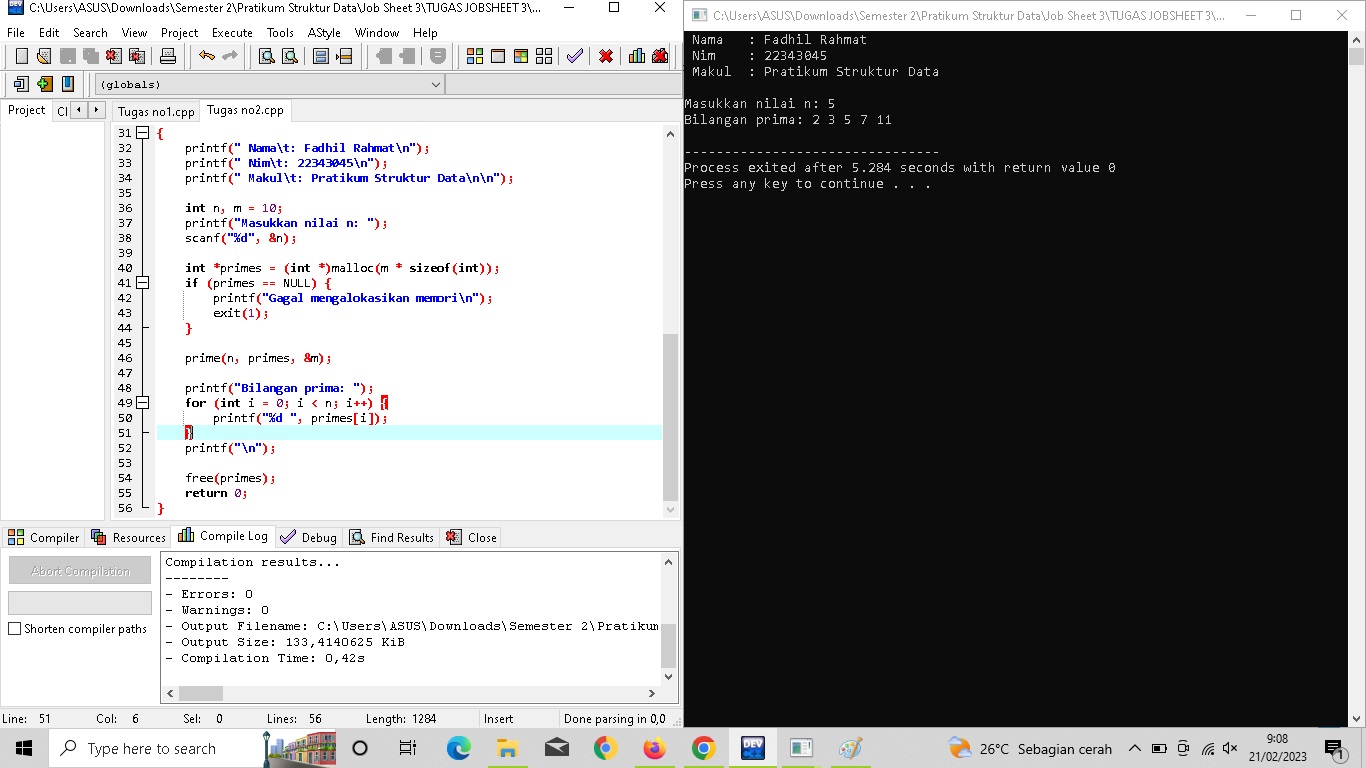 C:\Users\ASUS\Downloads\Semester 2\Pratikum Struktur Data\Job Sheet 3\TUGAS JOBSHEET 3\...
File Edit Search View Project Execute Tools AStyle Window Help
(globals)
Project Cl Tugas no1.cpp Tugas no2.cpp
31 {
32 printf(" Nama\t: Fadhil Rahmat\n");
33 printf(" Nim\t: 22343045\n");
34 printf(" Makul\t: Pratikum Struktur Data\n\n");
35
36 int n, m = 10;
37 printf("Masukkan nilai n: ");
38 scanf("%d", &n);
39
40 int *primes = (int *)malloc(m * sizeof(int));
41 if (primes == NULL) {
42 printf("Gagal mengalokasikan memori\n");
43 exit(1);
44 }
45
46 prime(n, primes, &m);
47
48 printf("Bilangan prima: ");
49 for (int i = 0; i < n; i++) {
50 printf("%d ", primes[i]);
51 }
52 printf("\n");
53
54 free(primes);
55 return 0;
56 }
Compiler Resources Compile Log Debug Find Results Close
Abort Compilation
Shorten compiler paths
Compilation results...
--------
- Errors: 0
- Warnings: 0
- Output Filename: C:\Users\ASUS\Downloads\Semester 2\Pratikum
- Output Size: 133,4140625 KiB
- Compilation Time: 0,42s
Line: 51 Col: 6 Sel: 0 Lines: 56 Length: 1284 Insert Done parsing in 0,0
C:\Users\ASUS\Downloads\Semester 2\Pratikum Struktur Data\Job Sheet 3\TUGAS JOBSHEET 3\...
Nama : Fadhil Rahmat
Nim : 22343045
Makul : Pratikum Struktur Data
Masukkan nilai n: 5
Bilangan prima: 2 3 5 7 11
--------------------------------
Process exited after 5.284 seconds with return value 0
Press any key to continue . . .
Type here to search
DEV
26°C Sebagian cerah
9:08
21/02/2023
1